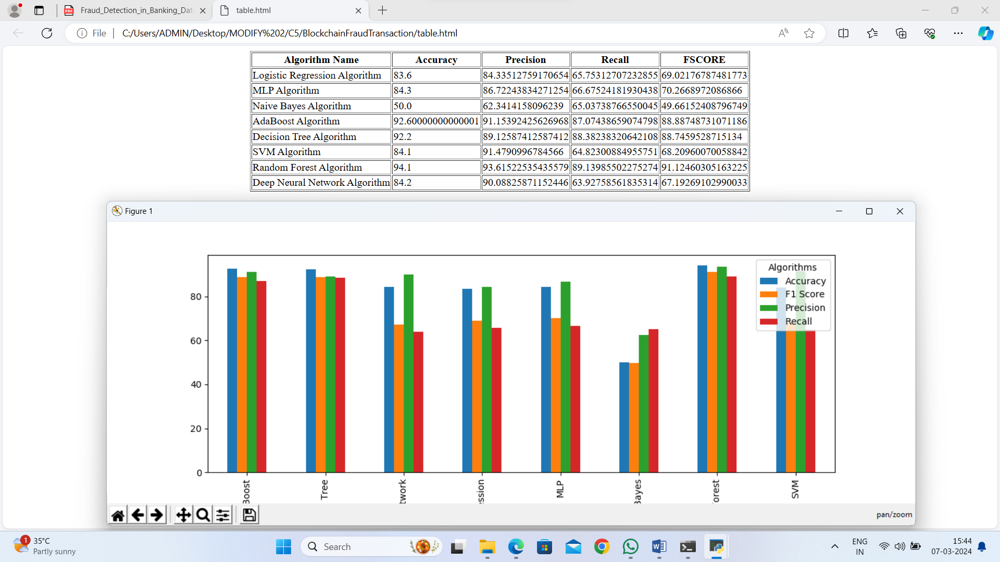 Fraud_Detection_in_Banking_Dat
table.html
File
C:/Users/ADMIN/Desktop/MODIFY%202/C5/BlockchainFraudTransaction/table.html
Algorithm Name Accuracy Precision Recall FSCORE
Logistic Regression Algorithm 83.6 84.33512759170654 65.75312707232855 69.02176787481773
MLP Algorithm 84.3 86.72243834271254 66.67524181930438 70.2668972086866
Naive Bayes Algorithm 50.0 62.3414158096239 65.03738766550045 49.66152408796749
AdaBoost Algorithm 92.60000000000001 91.15392425626968 87.07438659074798 88.88748731071186
Decision Tree Algorithm 92.2 89.12587412587412 88.38238320642108 88.7459528715134
SVM Algorithm 84.1 91.4790996784566 64.82300884955751 68.20960070058842
Random Forest Algorithm 94.1 93.61522535435579 89.13985502275274 91.12460305163225
Deep Neural Network Algorithm 84.2 90.08825871152446 63.92758561835314 67.19269102990033
Figure 1
Algorithms
Accuracy
F1 Score
Precision
Recall
80
60
40
20
0
Boost
Tree
twork
ssion
MLP
Bayes
orest
SVM
pan/zoom
1
35°C
Partly sunny
Search
ENG
IN
15:44
07-03-2024